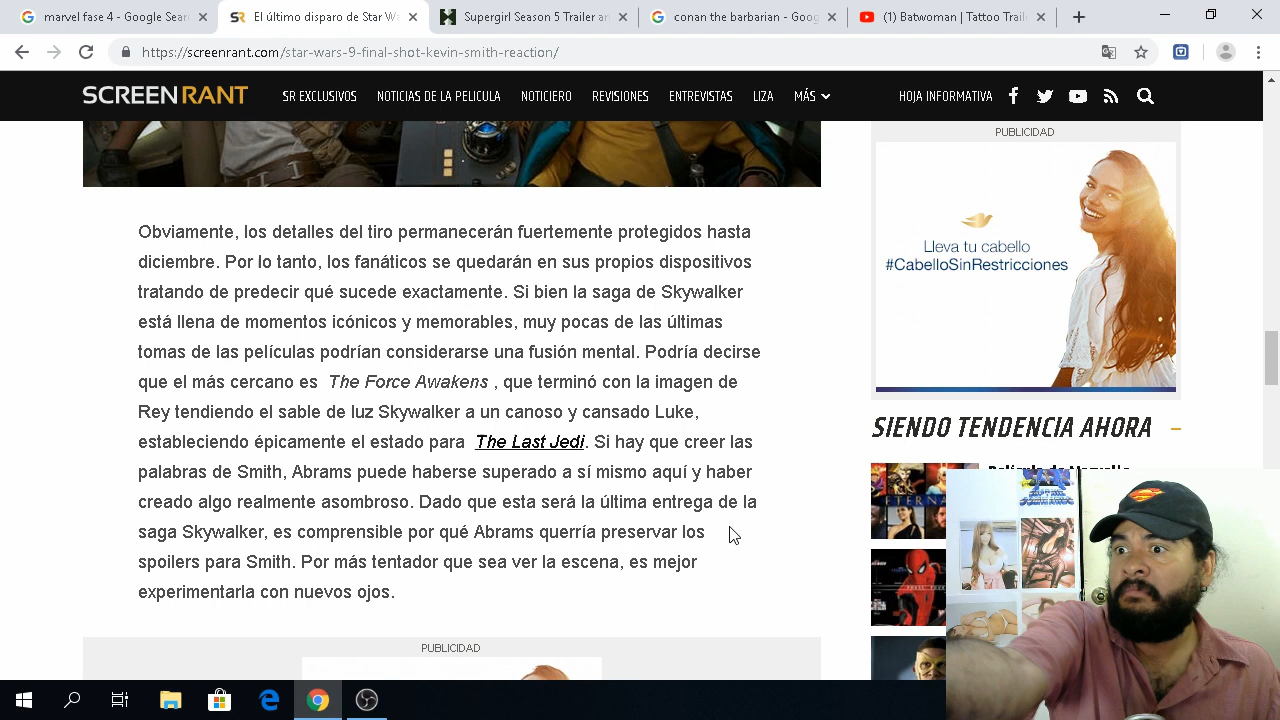 marvel fase 4 - Google Searc
El último disparo de Star Wa
Supergirl Season 5 Trailer an
conan the barbarian - Goog
(1) Batwoman | Tattoo Traile
https://screenrant.com/star-wars-9-final-shot-kevin-smith-reaction/
SCREENRANT
SR EXCLUSIVOS NOTICIAS DE LA PELICULA NOTICIERO REVISIONES ENTREVISTAS LIZA MÁS
HOJA INFORMATIVA
Obviamente, los detalles del tiro permanecerán fuertemente protegidos hasta
diciembre. Por lo tanto, los fanáticos se quedarán en sus propios dispositivos
tratando de predecir qué sucede exactamente. Si bien la saga de Skywalker
está llena de momentos icónicos y memorables, muy pocas de las últimas
tomas de las películas podrían considerarse una fusión mental. Podría decirse
que el más cercano es The Force Awakens , que terminó con la imagen de
Rey tendiendo el sable de luz Skywalker a un canoso y cansado Luke,
estableciendo épicamente el estado para The Last Jedi. Si hay que creer las
palabras de Smith, Abrams puede haberse superado a sí mismo aquí y haber
creado algo realmente asombroso. Dado que esta será la última entrega de la
saga Skywalker, es comprensible por qué Abrams querría preservar los
spoilers para Smith. Por más tentador que sea ver la escena, es mejor
experimentarla con nuevos ojos.
PUBLICIDAD
PUBLICIDAD
Lleva tu cabello
#CabelloSinRestricciones
SIENDO TENDENCIA AHORA